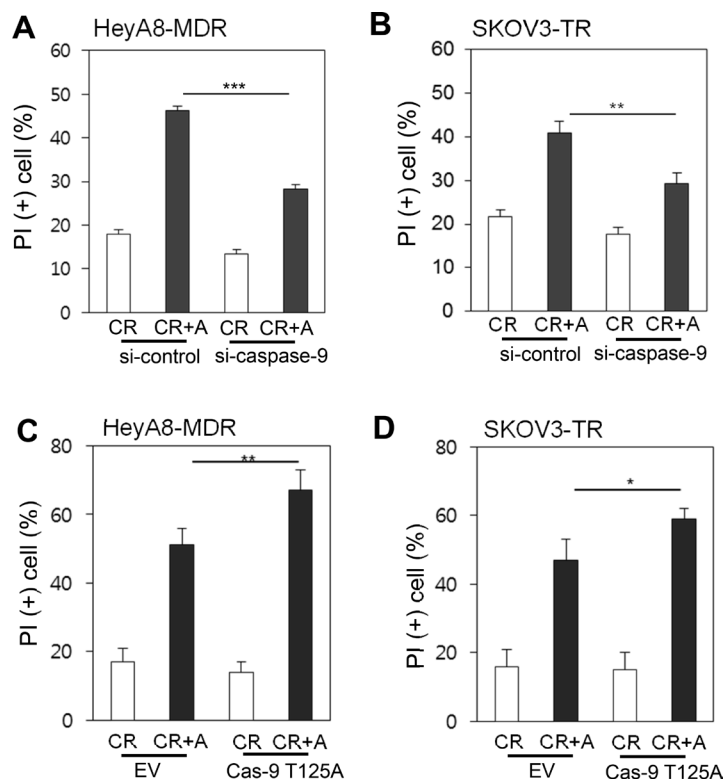 A
HeyA8-MDR
PI (+) cell (%)
60
50
40
30
20
10
0
***
CR CR+A CR CR+A
si-control si-caspase-9
B
SKOV3-TR
PI (+) cell (%)
60
50
40
30
20
10
0
**
CR CR+A CR CR+A
si-control si-caspase-9
C
HeyA8-MDR
PI (+) cell (%)
80
60
40
20
0
**
CR CR+A CR CR+A
EV Cas-9 T125A
D
SKOV3-TR
PI (+) cell (%)
80
60
40
20
0
*
CR CR+A CR CR+A
EV Cas-9 T125A